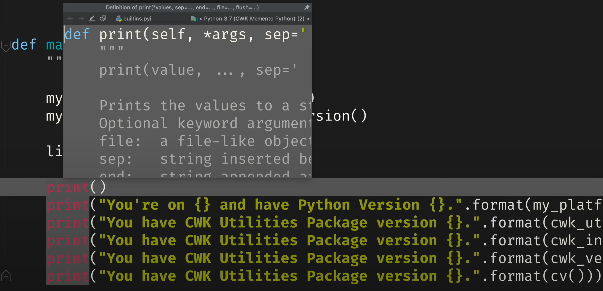 Definition of print(*values, sep=..., end=..., file=..., flush=...)
builtins.pyi
< Python 3.7 (CWK Memento Python) (2) >
def print(self, *args, sep='
"""
print(value, ..., sep='
Prints the values to a
Optional keyword argumen
file: a file-like object
sep: string inserted be
end: string appended a
def ma
""
my )
my sion()
li
print()
print("You're on {} and have Python Version {}.".format(my_platf
print("You have CWK Utilities Package version {}.".format(cwk_ut
print("You have CWK Utilities Package version {}.".format(cwk_in
print("You have CWK Utilities Package version {}.".format(cwk_ve
print("You have CWK Utilities Package version {}.".format(cv()))